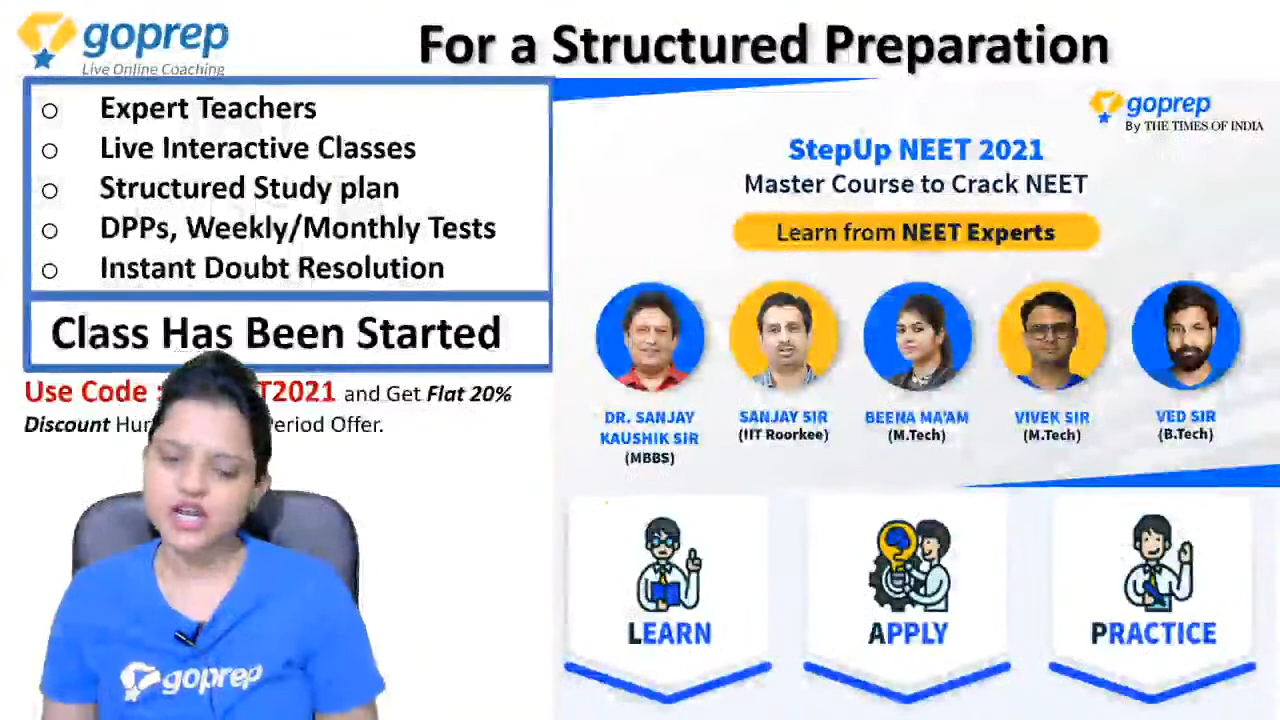 goprep
Live Online Coaching
For a Structured Preparation
Expert Teachers
Live Interactive Classes
Structured Study plan
DPPs, Weekly/Monthly Tests
Instant Doubt Resolution
Class Has Been Started
Use Code : T2021 and Get Flat 20%
Discount Hur eriod Offer.
goprep
By THE TIMES OF INDIA
StepUp NEET 2021
Master Course to Crack NEET
Learn from NEET Experts
DR. SANJAY
KAUSHIK SIR
(MBBS)
SANJAY SIR
(IIT Roorkee)
BEENA MA'AM
(M.Tech)
VIVEK SIR
(M.Tech)
VED SIR
(B.Tech)
LEARN
APPLY
PRACTICE
goprep